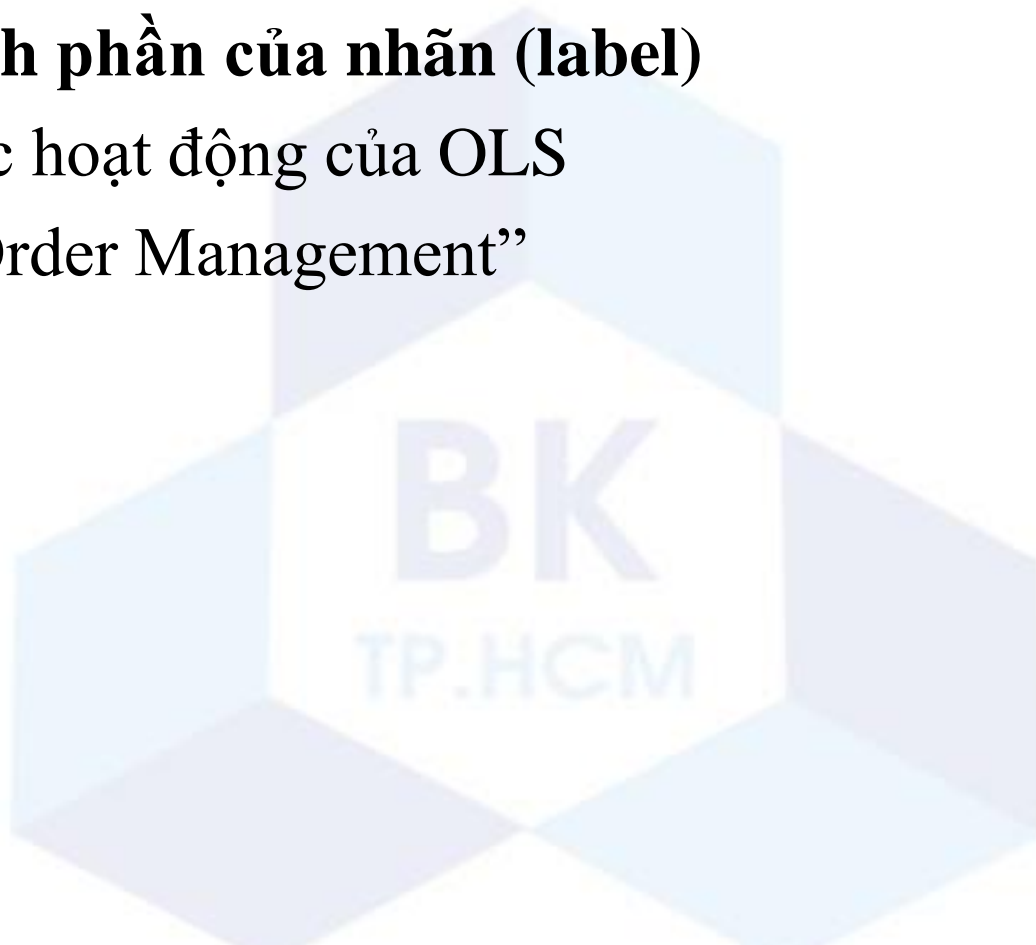 h phần của nhãn (label)
c hoạt động của OLS
rder Management”
BK
TP.HCM